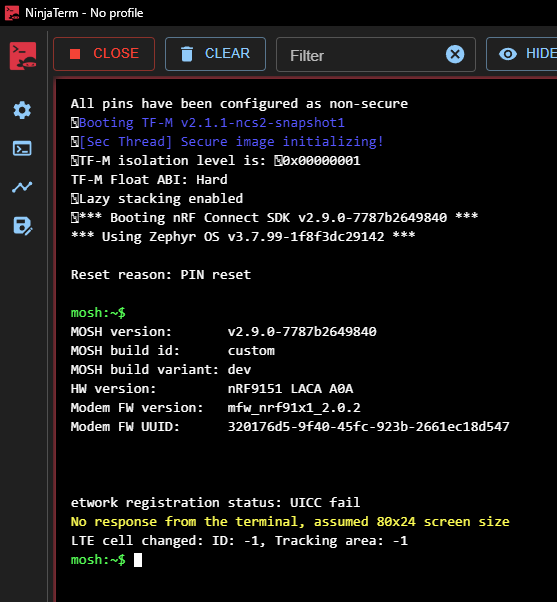 NinjaTerm - No profile
CLOSE
CLEAR
Filter
HIDE
All pins have been configured as non-secure
Booting TF-M v2.1.1-ncs2-snapshot1
[Sec Thread] Secure image initializing!
TF-M isolation level is: 0x00000001
TF-M Float ABI: Hard
Lazy stacking enabled
*** Booting nRF Connect SDK v2.9.0-7787b2649840 ***
*** Using Zephyr OS v3.7.99-1f8f3dc29142 ***
Reset reason: PIN reset
mosh:~$
MOSH version: v2.9.0-7787b2649840
MOSH build id: custom
MOSH build variant: dev
HW version: nRF9151 LACA A0A
Modem FW version: mfw_nrf91x1_2.0.2
Modem FW UUID: 320176d5-9f40-45fc-923b-2661ec18d547
etwork registration status: UICC fail
No response from the terminal, assumed 80x24 screen size
LTE cell changed: ID: -1, Tracking area: -1
mosh:~$